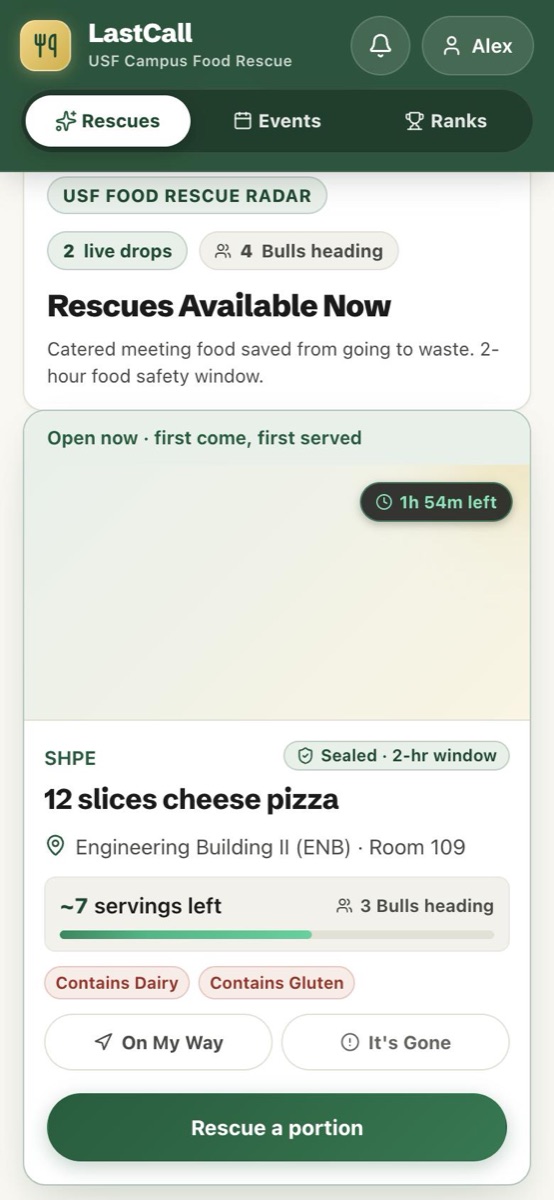 LastCall
USF Campus Food Rescue
Alex
Rescues
Events
Ranks
USF FOOD RESCUE RADAR
2 live drops
4 Bulls heading
Rescues Available Now
Catered meeting food saved from going to waste. 2-
hour food safety window.
Open now · first come, first served
1h 54m left
SHPE
Sealed · 2-hr window
12 slices cheese pizza
Engineering Building II (ENB) · Room 109
~7 servings left
3 Bulls heading
Contains Dairy
Contains Gluten
On My Way
It's Gone
Rescue a portion